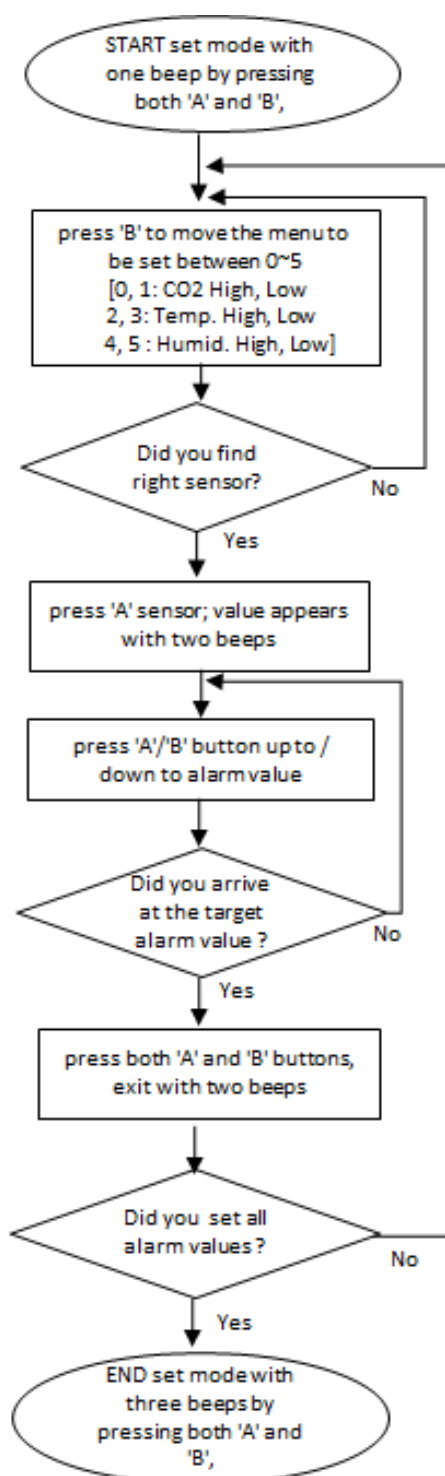 START set mode with
one beep by pressing
both 'A' and 'B',
press 'B' to move the menu to
be set between 0~5
[0, 1: CO2 High, Low
2, 3: Temp. High, Low
4, 5 : Humid. High, Low]
Did you find
right sensor?
No
Yes
press 'A' sensor; value appears
with two beeps
press 'A'/'B' button up to /
down to alarm value
Did you arrive
at the target
alarm value ?
No
Yes
press both 'A' and 'B' buttons,
exit with two beeps
Did you set all
alarm values ?
No
Yes
END set mode with
three beeps by
pressing both 'A' and
'B',